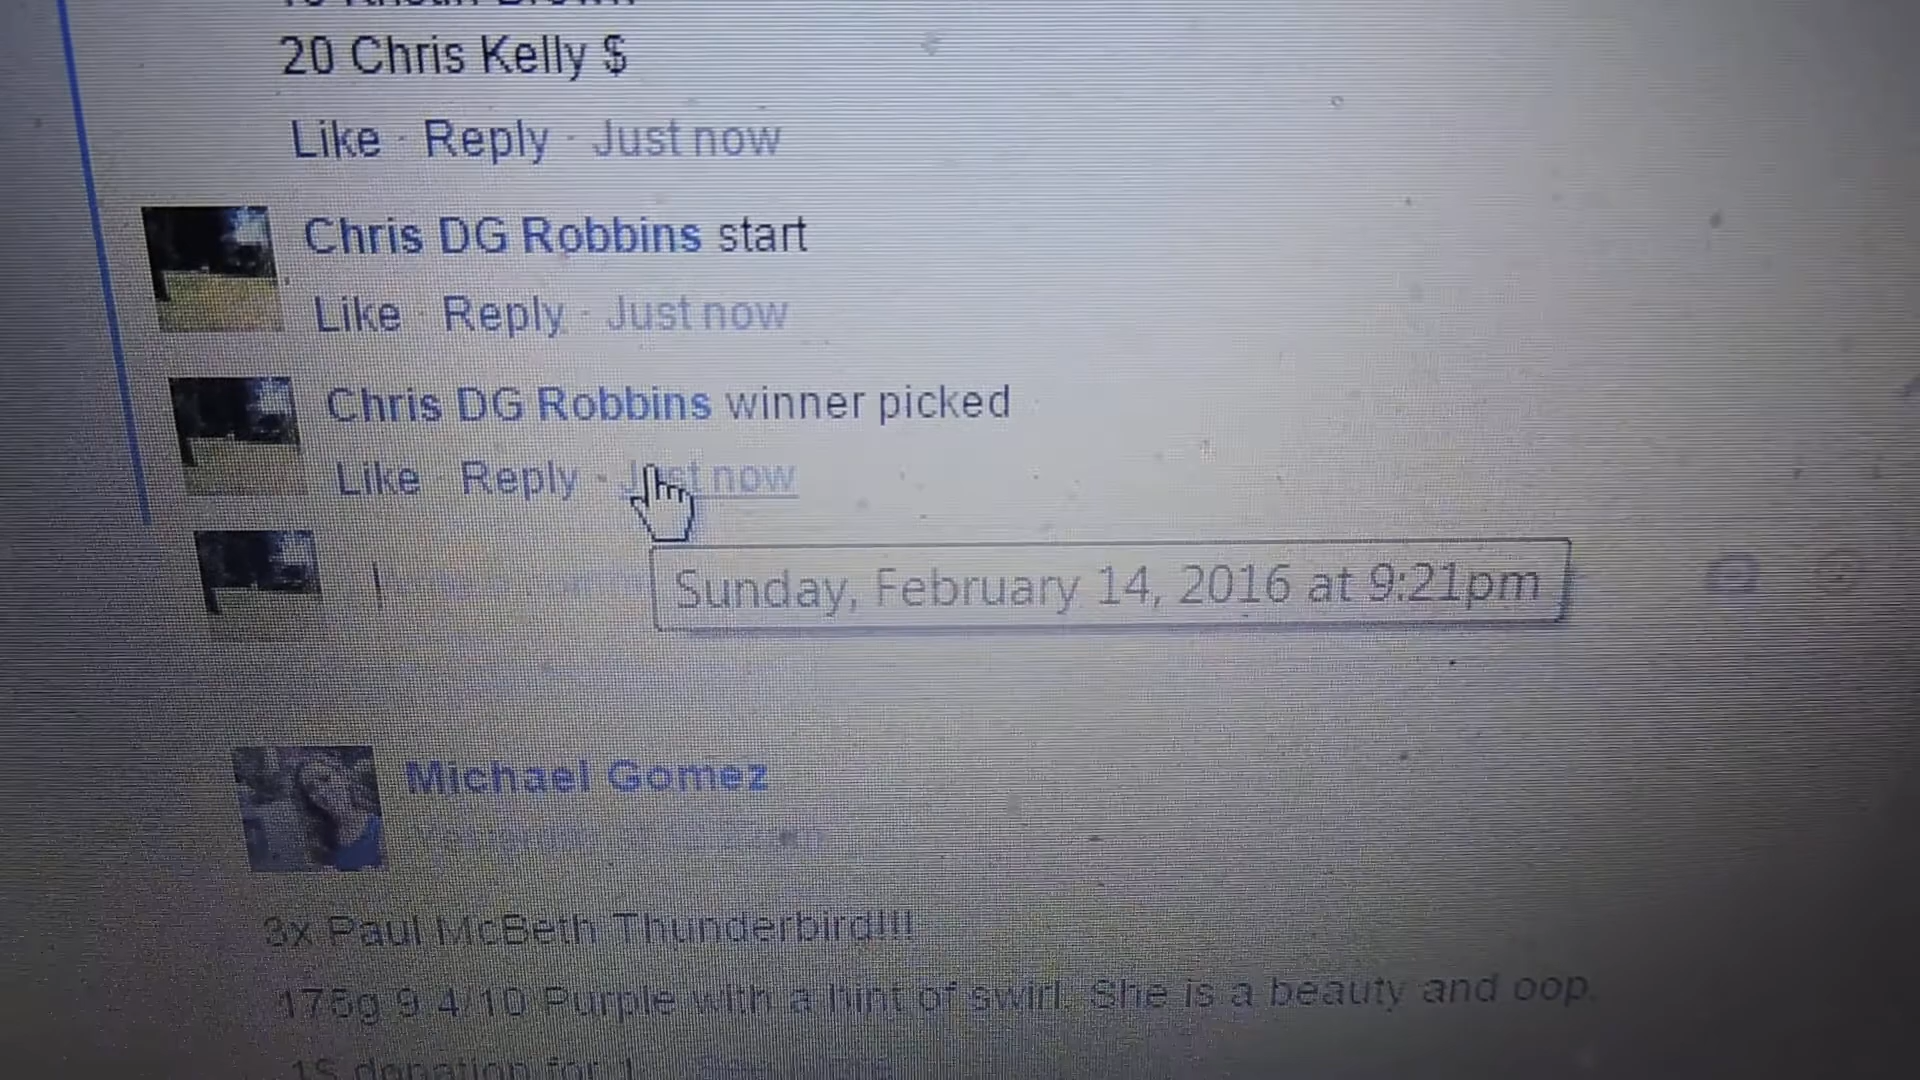 20 Chris Kelly $
Like · Reply · Just now
Chris DG Robbins start
Like · Reply · Just now
Chris DG Robbins winner picked
Like · Reply · Just now
Sunday, February 14, 2016 at 9:21pm
Michael Gomez
3x Paul McBeth Thunderbird!!!
175g 9.4/10 Purple with a hint of swirl. She is a beauty and oop.
1$ donation for 1